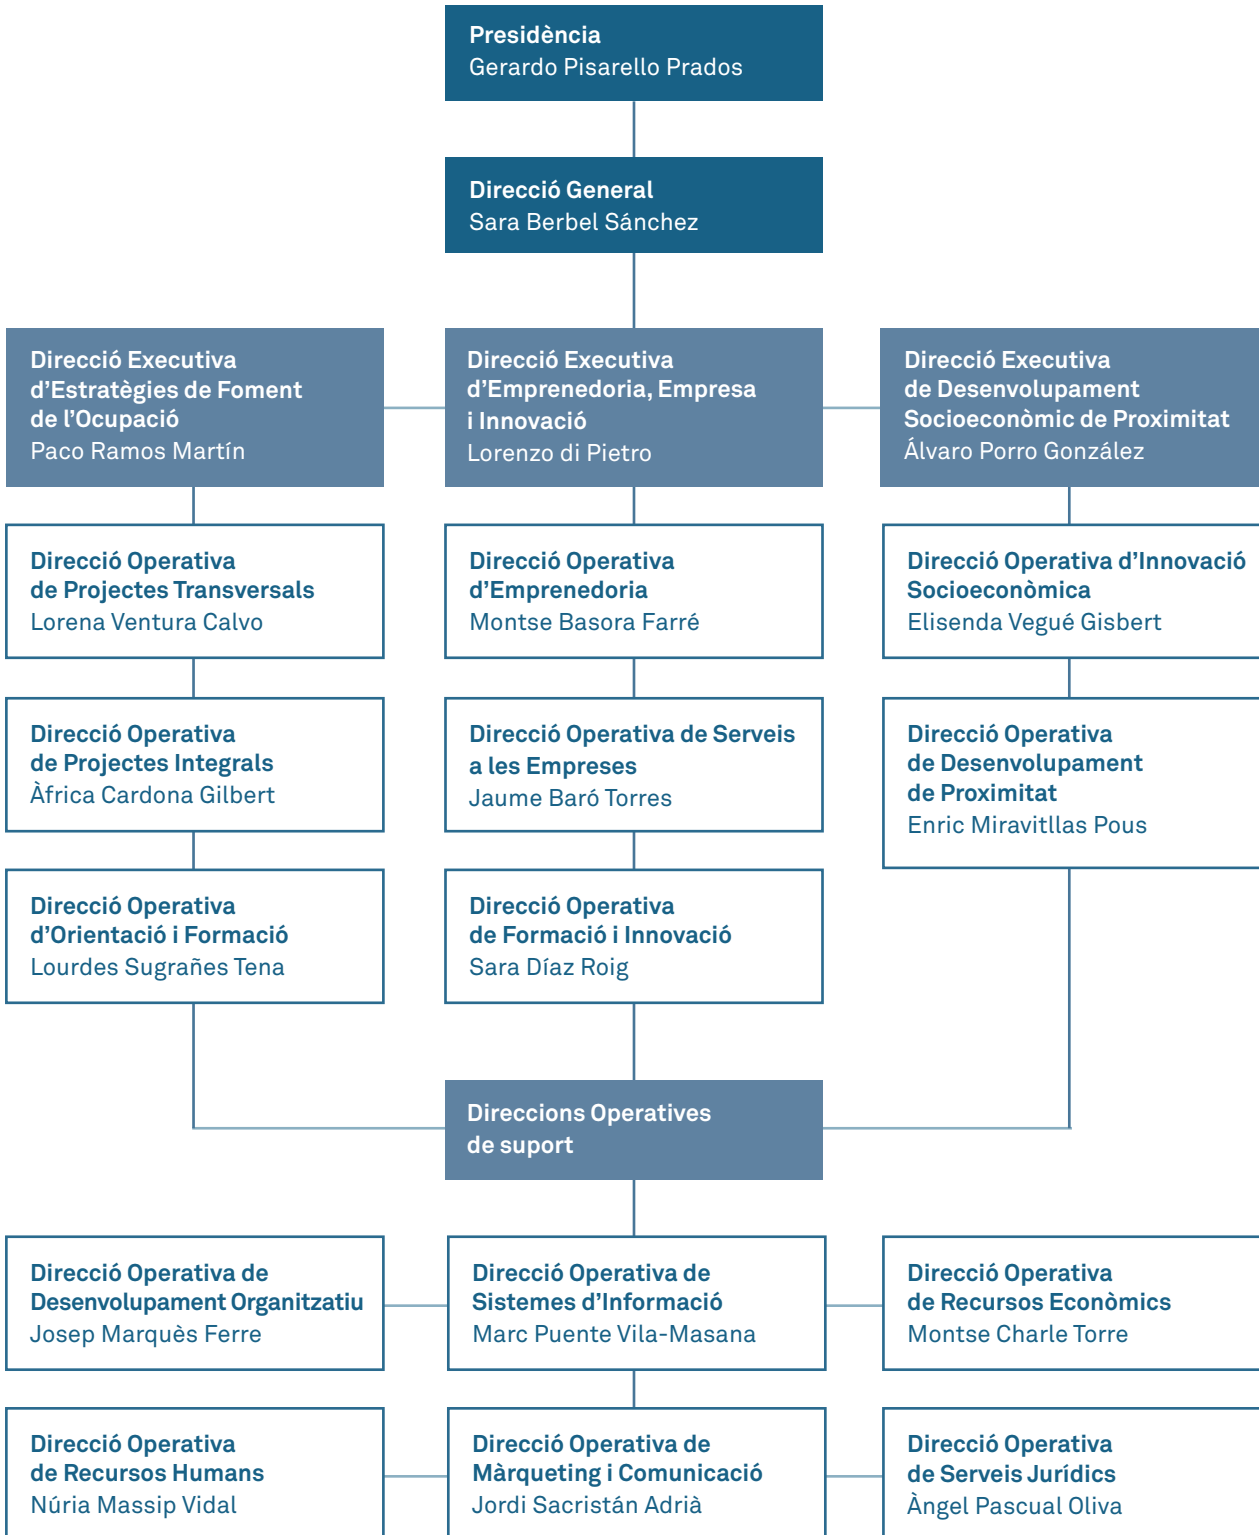 Presidència
Gerardo Pisarello Prados
Direcció General
Sara Berbel Sánchez
Direcció Executiva
d'Estratègies de Foment
de l'Ocupació
Paco Ramos Martín
Direcció Executiva
d'Emprenedoria, Empresa
i Innovació
Lorenzo di Pietro
Direcció Executiva
de Desenvolupament
Socioeconòmic de Proximitat
Álvaro Porro González
Direcció Operativa
de Projectes Transversals
Lorena Ventura Calvo
Direcció Operativa
d'Emprenedoria
Montse Basora Farré
Direcció Operativa d'Innovació
Socioeconòmica
Elisenda Vegué Gisbert
Direcció Operativa
de Projectes Integrals
Àfrica Cardona Gilbert
Direcció Operativa de Serveis
a les Empreses
Jaume Baró Torres
Direcció Operativa
de Desenvolupament
de Proximitat
Enric Miravitllas Pous
Direcció Operativa
d'Orientació i Formació
Lourdes Sugrañes Tena
Direcció Operativa
de Formació i Innovació
Sara Díaz Roig
Direccions Operatives
de suport
Direcció Operativa de
Desenvolupament Organitzatiu
Josep Marquès Ferre
Direcció Operativa de
Sistemes d'Informació
Marc Puente Vila-Masana
Direcció Operativa
de Recursos Econòmics
Montse Charle Torre
Direcció Operativa
de Recursos Humans
Núria Massip Vidal
Direcció Operativa de
Màrqueting i Comunicació
Jordi Sacristán Adrià
Direcció Operativa
de Serveis Jurídics
Àngel Pascual Oliva